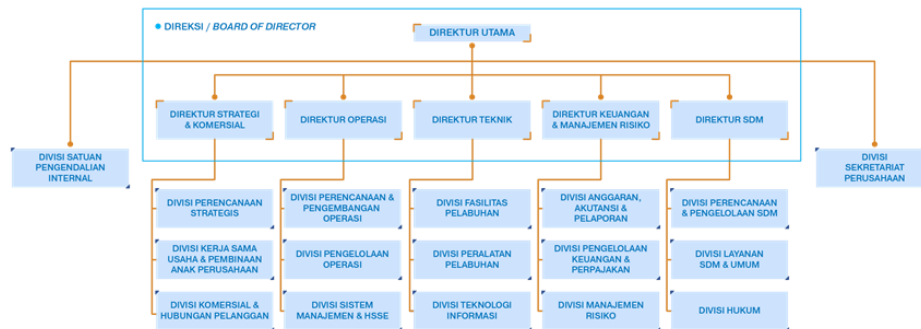 DIREKSI / BOARD OF DIRECTOR
DIREKTUR UTAMA
DIREKTUR STRATEGI
& KOMERSIAL
DIREKTUR OPERASI
DIREKTUR TEKNIK
DIREKTUR KEUANGAN
& MANAJEMEN RISIKO
DIREKTUR SDM
DIVISI SATUAN
PENGENDALIAN
INTERNAL
DIVISI
SEKRETARIAT
PERUSAHAAN
DIVISI PERENCANAAN
STRATEGIS
DIVISI PERENCANAAN &
PENGEMBANGAN
OPERASI
DIVISI FASILITAS
PELABUHAN
DIVISI ANGGARAN,
AKUTANSI &
PELAPORAN
DIVISI PERENCANAAN
& PENGELOLAAN SDM
DIVISI KERJA SAMA
USAHA & PEMBINAAN
ANAK PERUSAHAAN
DIVISI PENGELOLAAN
OPERASI
DIVISI PERALATAN
PELABUHAN
DIVISI PENGELOLAAN
KEUANGAN &
PERPAJAKAN
DIVISI LAYANAN
SDM & UMUM
DIVISI KOMERSIAL &
HUBUNGAN PELANGGAN
DIVISI SISTEM
MANAJEMEN & HSSE
DIVISI TEKNOLOGI
INFORMASI
DIVISI MANAJEMEN
RISIKO
DIVISI HUKUM